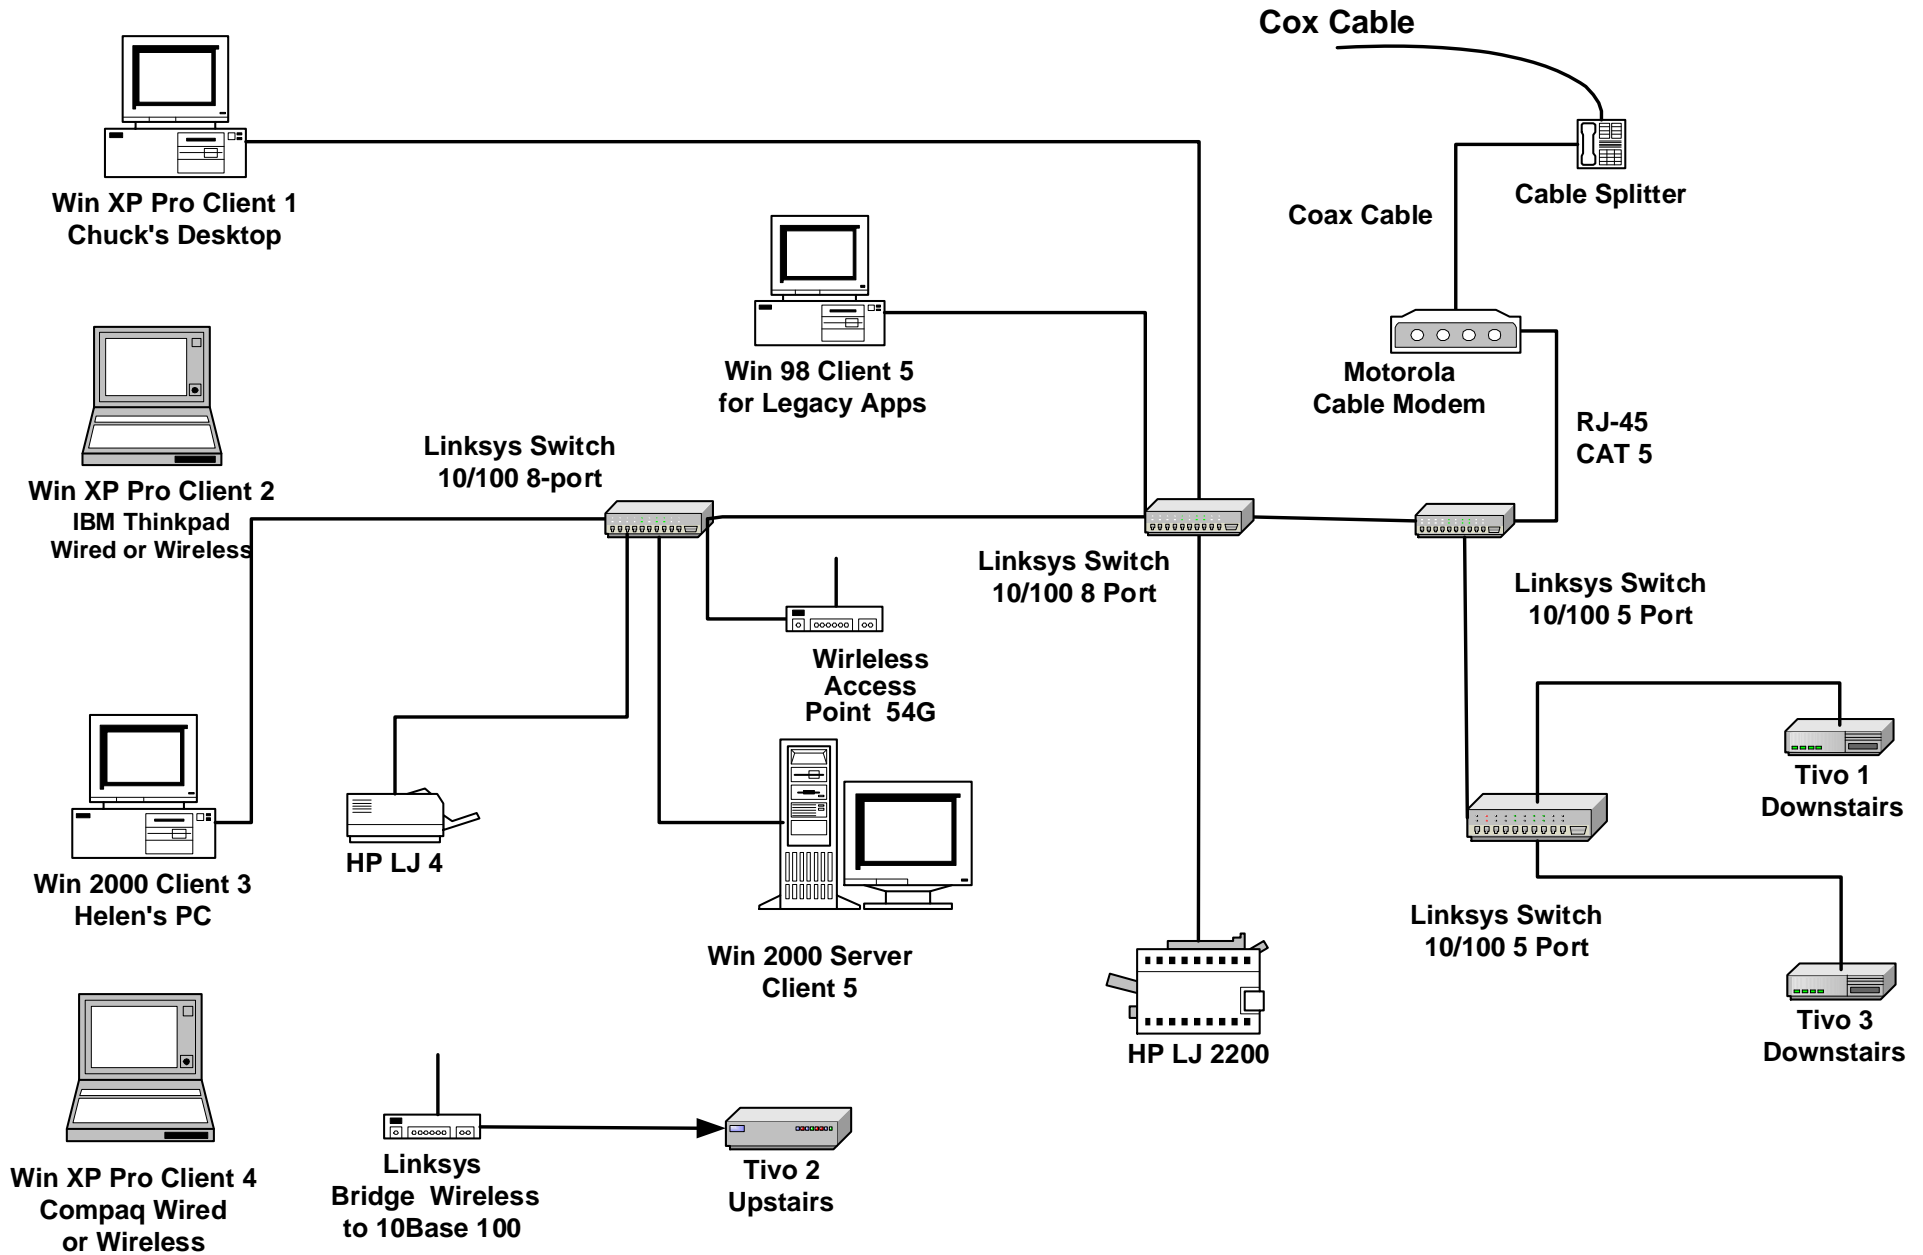 Cox Cable
Cable Splitter
Coax Cable
Win XP Pro Client 1
Chuck's Desktop
Win 98 Client 5
for Legacy Apps
Motorola
Cable Modem
RJ-45
CAT 5
Linksys Switch
10/100 8-port
Win XP Pro Client 2
IBM Thinkpad
Wired or Wireless
Linksys Switch
10/100 8 Port
Linksys Switch
10/100 5 Port
Wirleless
Access
Point  54G
Tivo 1
Downstairs
HP LJ 4
Win 2000 Client 3
Helen's PC
Linksys Switch
10/100 5 Port
Win 2000 Server
Client 5
Tivo 3
Downstairs
HP LJ 2200
Linksys
Bridge  Wireless
to 10Base 100
Tivo 2
Upstairs
Win XP Pro Client 4
Compaq Wired
or Wireless